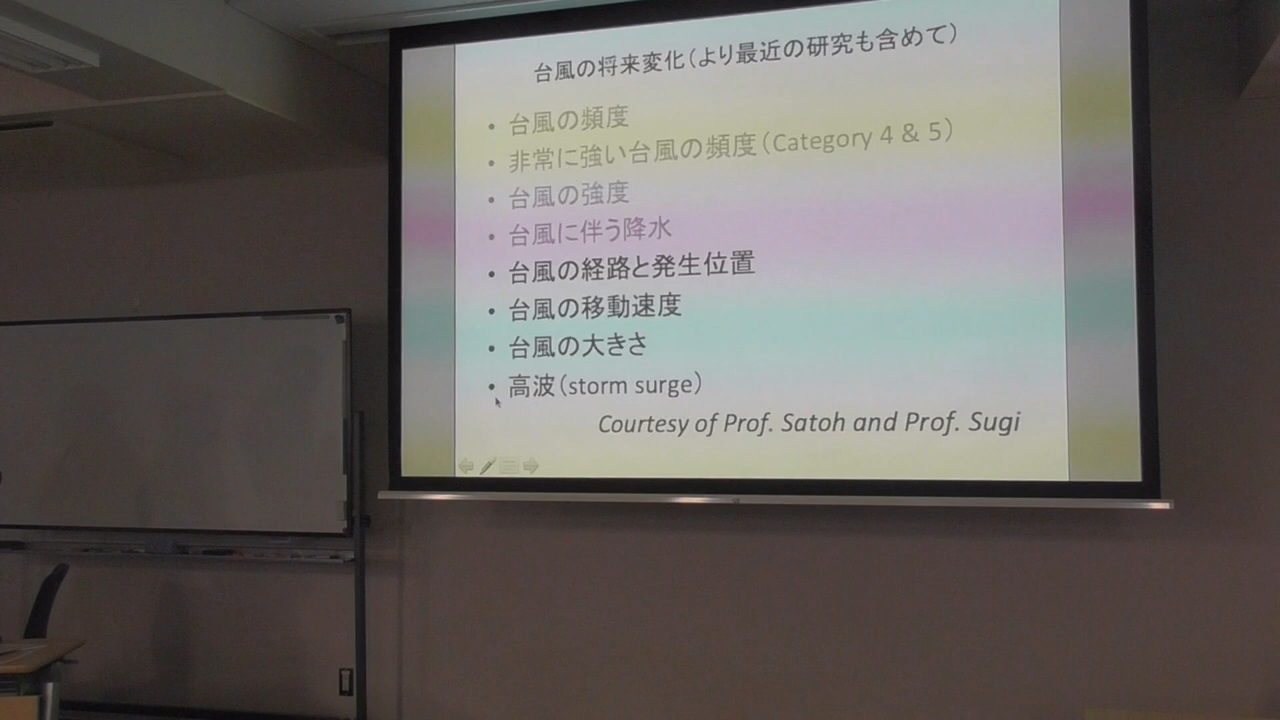 台風の将来変化(より最近の研究も含めて)
• 台風の頻度
• 非常に強い台風の頻度(Category 4 & 5)
• 台風の強度
• 台風に伴う降水
• 台風の経路と発生位置
• 台風の移動速度
• 台風の大きさ
• 高波(storm surge)
Courtesy of Prof. Satoh and Prof. Sugi